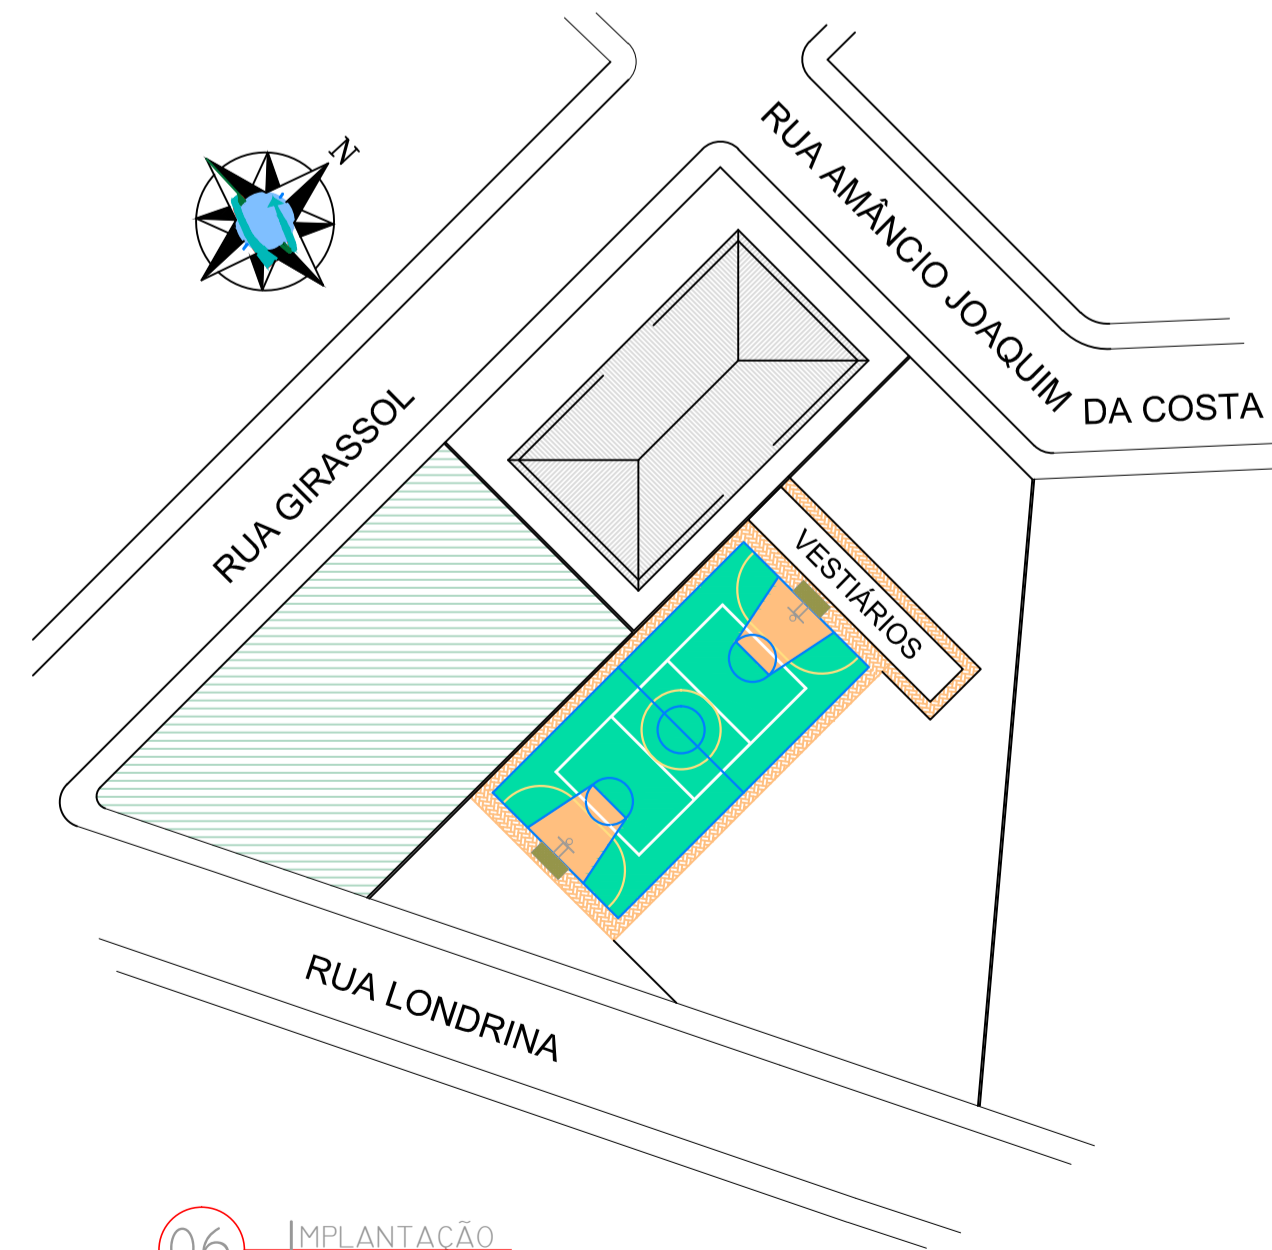 N
RUA AMÂNCIO JOAQUIM DA COSTA
RUA GIRASSOL
VESTIÁRIOS
RUA LONDRINA
06
IMPLANTAÇÃO